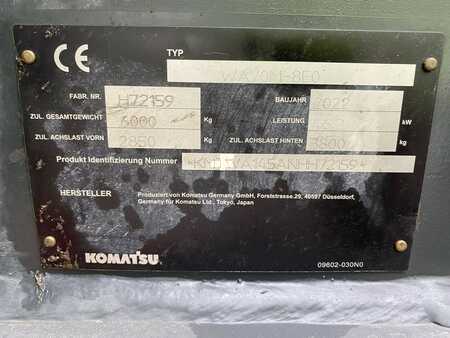 CE TYP
WA70M-8E0
FABR. NR. H72159 BAUJAHR 2022
ZUL. GESAMTGEWICHT 6000 Kg LEISTUNG kW
ZUL. ACHSLAST VORN 2850 Kg ZUL. ACHSLAST HINTEN 3800 Kg
Produkt Identifizierung Nummer
HERSTELLER Produziert von Komatsu Germany GmbH, Forststrasse.29, 40597 Düsseldorf,
Germany für Komatsu Ltd., Tokyo, Japan
KOMATSU
09602-030N0